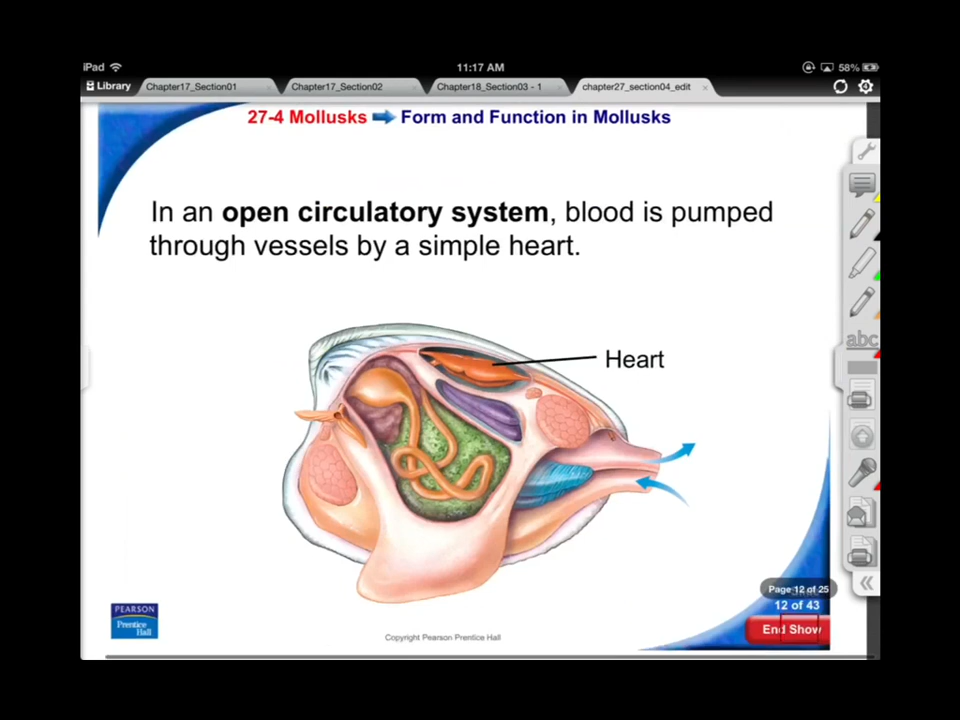 iPad 11:17 AM 58%
Library Chapter17_Section01 Chapter17_Section02 Chapter18_Section03 - 1 chapter27_section04_edit
27-4 Mollusks Form and Function in Mollusks
In an open circulatory system, blood is pumped
through vessels by a simple heart.
Heart
abc
Page 12 of 25
12 of 43
End Show
PEARSON
Prentice
Hall
Copyright Pearson Prentice Hall